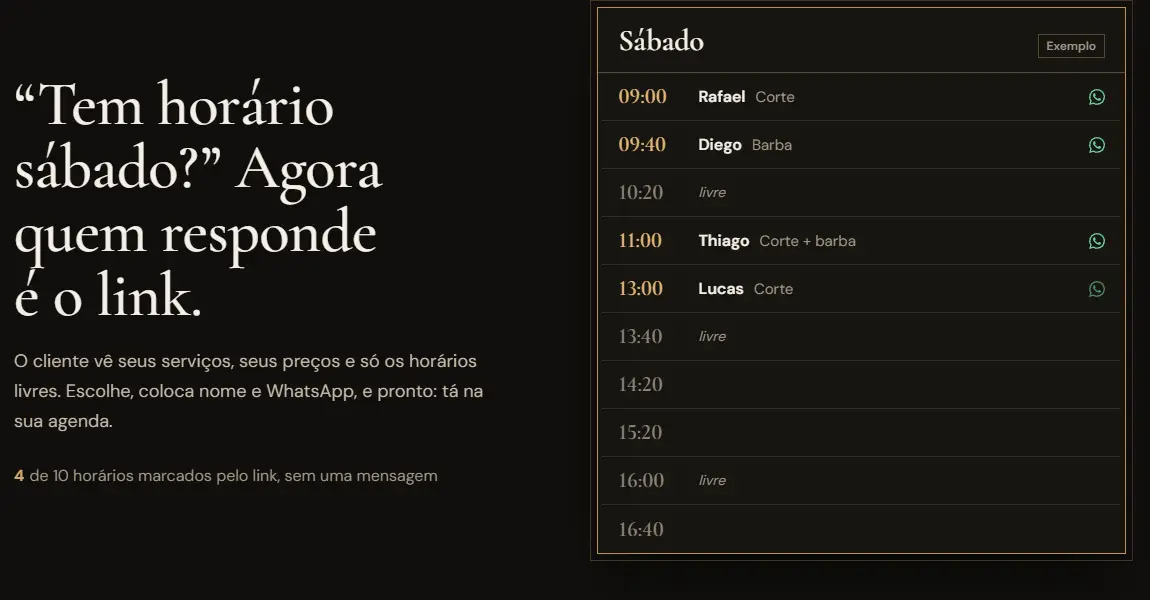 “Tem horário
sábado?” Agora
quem responde
é o link.
O cliente vê seus serviços, seus preços e só os horários
livres. Escolhe, coloca nome e WhatsApp, e pronto: tá na
sua agenda.
4 de 10 horários marcados pelo link, sem uma mensagem
Sábado
Exemplo
09:00 Rafael Corte
09:40 Diego Barba
10:20 livre
11:00 Thiago Corte + barba
13:00 Lucas Corte
13:40 livre
14:20
15:20
16:00 livre
16:40